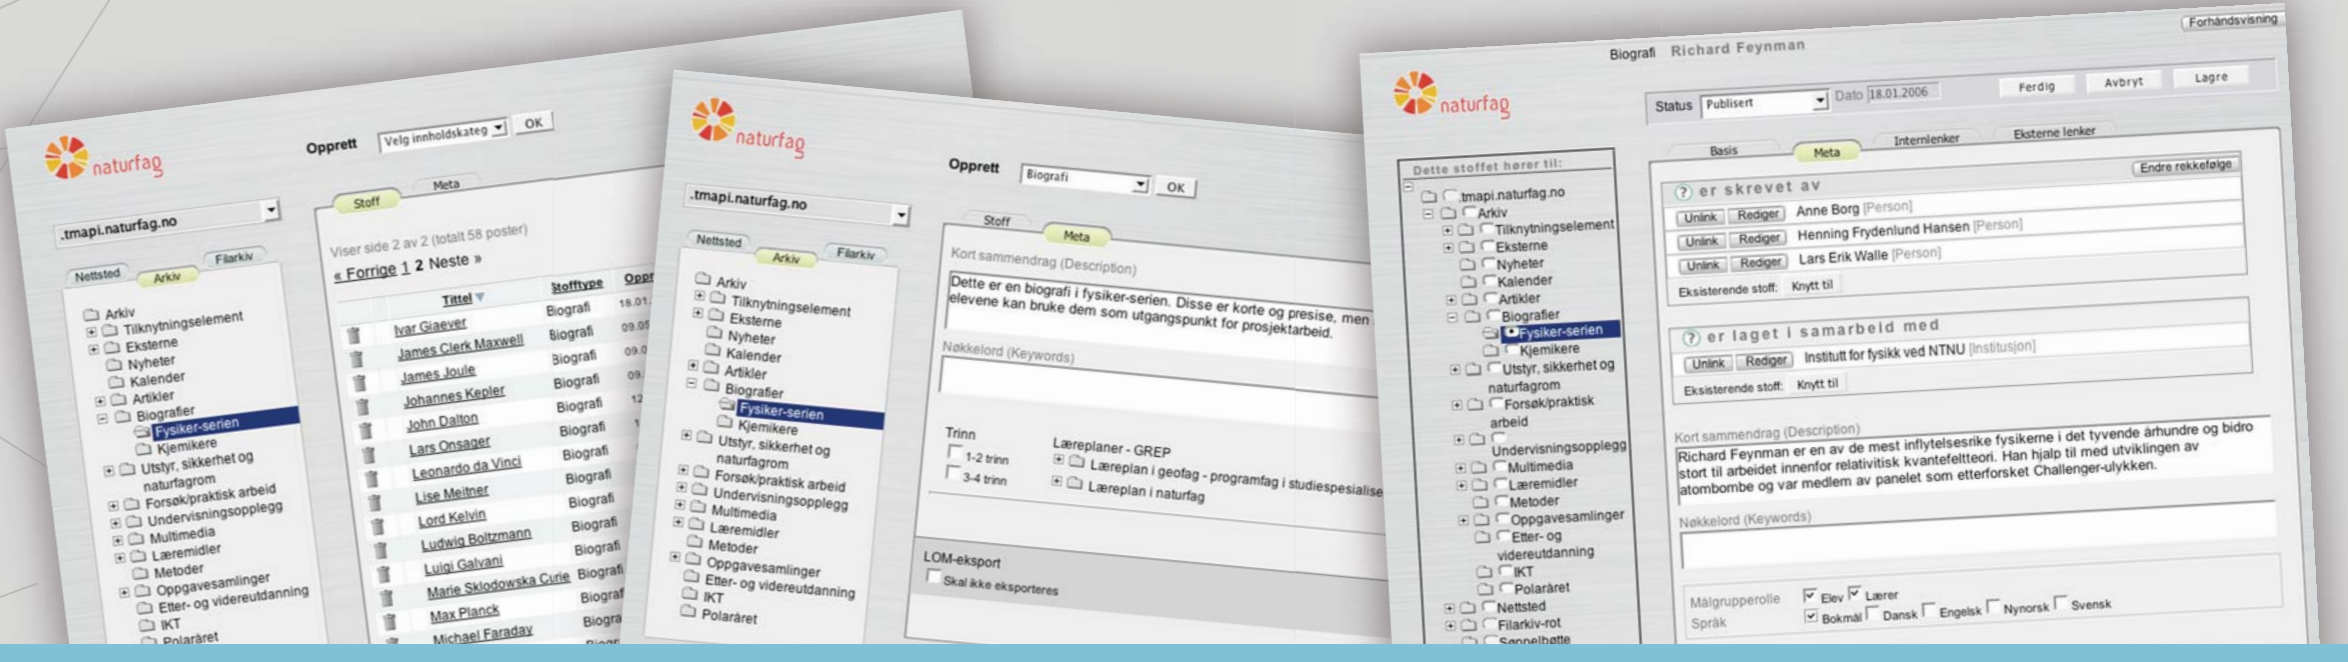 naturfag
Opprett Velg innholdskateg OK
.tmapi.naturfag.no
Nettsted Arkiv Filarkiv
Arkiv
Tilknytningselement
Eksterne
Nyheter
Kalender
Artikler
Biografier
Fysiker-serien
Kjemikere
Utstyr, sikkerhet og
naturfagrom
Forsøk/praktisk arbeid
Undervisningsopplegg
Multimedia
Læremidler
Metoder
Oppgavesamlinger
Etter- og videreutdanning
IKT
Polaråret
Stoff Meta
Viser side 2 av 2 (totalt 58 poster)
« Forrige 1 2 Neste »
Tittel Stofftype Oppr
Ivar Giaever Biografi 18.01.
James Clerk Maxwell Biografi 09.05
James Joule Biografi 09.0
Johannes Kepler Biografi 09.
John Dalton Biografi 12
Lars Onsager Biografi
Leonardo da Vinci Biografi
Lise Meitner Biografi
Lord Kelvin Biografi
Ludwig Boltzmann Biografi
Luigi Galvani Biografi
Marie Sklodowska Curie Biografi
Max Planck Biograf
Michael Faraday Biogra
naturfag
Opprett Biografi OK
.tmapi.naturfag.no
Nettsted Arkiv Filarkiv
Arkiv
Tilknytningselement
Eksterne
Nyheter
Kalender
Artikler
Biografier
Fysiker-serien
Kjemikere
Utstyr, sikkerhet og
naturfagrom
Forsøk/praktisk arbeid
Undervisningsopplegg
Multimedia
Læremidler
Metoder
Oppgavesamlinger
Etter- og videreutdanning
IKT
Polaråret
Stoff Meta
Kort sammendrag (Description)
Dette er en biografi i fysiker-serien. Disse er korte og presise, men
elevene kan bruke dem som utgangspunkt for prosjektarbeid.
Nøkkelord (Keywords)
Trinn
1-2 trinn
3-4 trinn
Læreplaner - GREP
Læreplan i geofag - programfag i studiespesialise
Læreplan i naturfag
LOM-eksport
Skal ikke eksporteres
Forhåndsvisning
Biografi Richard Feynman
naturfag
Status Publisert Dato 18.01.2006 Ferdig Avbryt Lagre
Dette stoffet hører til:
.tmapi.naturfag.no
Arkiv
Tilknytningselement
Eksterne
Nyheter
Kalender
Artikler
Biografier
Fysiker-serien
Kjemikere
Utstyr, sikkerhet og
naturfagrom
Forsøk/praktisk
arbeid
Undervisningsopplegg
Multimedia
Læremidler
Metoder
Oppgavesamlinger
Etter- og
videreutdanning
IKT
Polaråret
Nettsted
Filarkiv-rot
Søppelbøtte
Basis Meta Internlenker Eksterne lenker
Endre rekkefølge
? er skrevet av
Unlink Rediger Anne Borg [Person]
Unlink Rediger Henning Frydenlund Hansen [Person]
Unlink Rediger Lars Erik Walle [Person]
Eksisterende stoff: Knytt til
? er laget i samarbeid med
Unlink Rediger Institutt for fysikk ved NTNU [Institusjon]
Eksisterende stoff: Knytt til
Kort sammendrag (Description)
Richard Feynman er en av de mest inflytelsesrike fysikerne i det tyvende århundre og bidro
stort til arbeidet innenfor relativistisk kvantefeltteori. Han hjalp til med utviklingen av
atombombe og var medlem av panelet som etterforsket Challenger-ulykken.
Nøkkelord (Keywords)
Målgrupperolle Elev Lærer
Språk Bokmål Dansk Engelsk Nynorsk Svensk